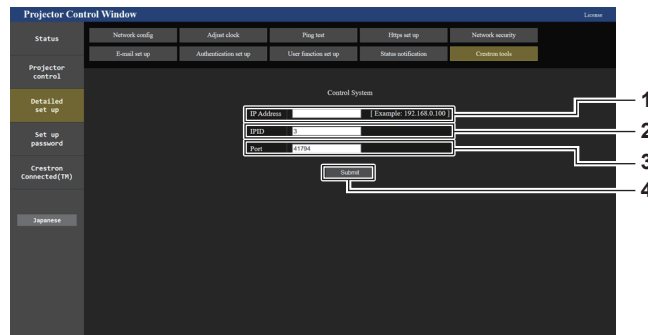 Projector Control Window
License
Status
Network config
Adjust clock
Ping test
Https set up
Network security
E-mail set up
Authentication set up
User function set up
Status notification
Crestron tools
Projector
control
Detailed
set up
Set up
password
Crestron
Connected(TM)
Japanese
Control System
IP Address
[ Example: 192.168.0.100 ]
IPID
3
Port
41794
Submit
1
2
3
4